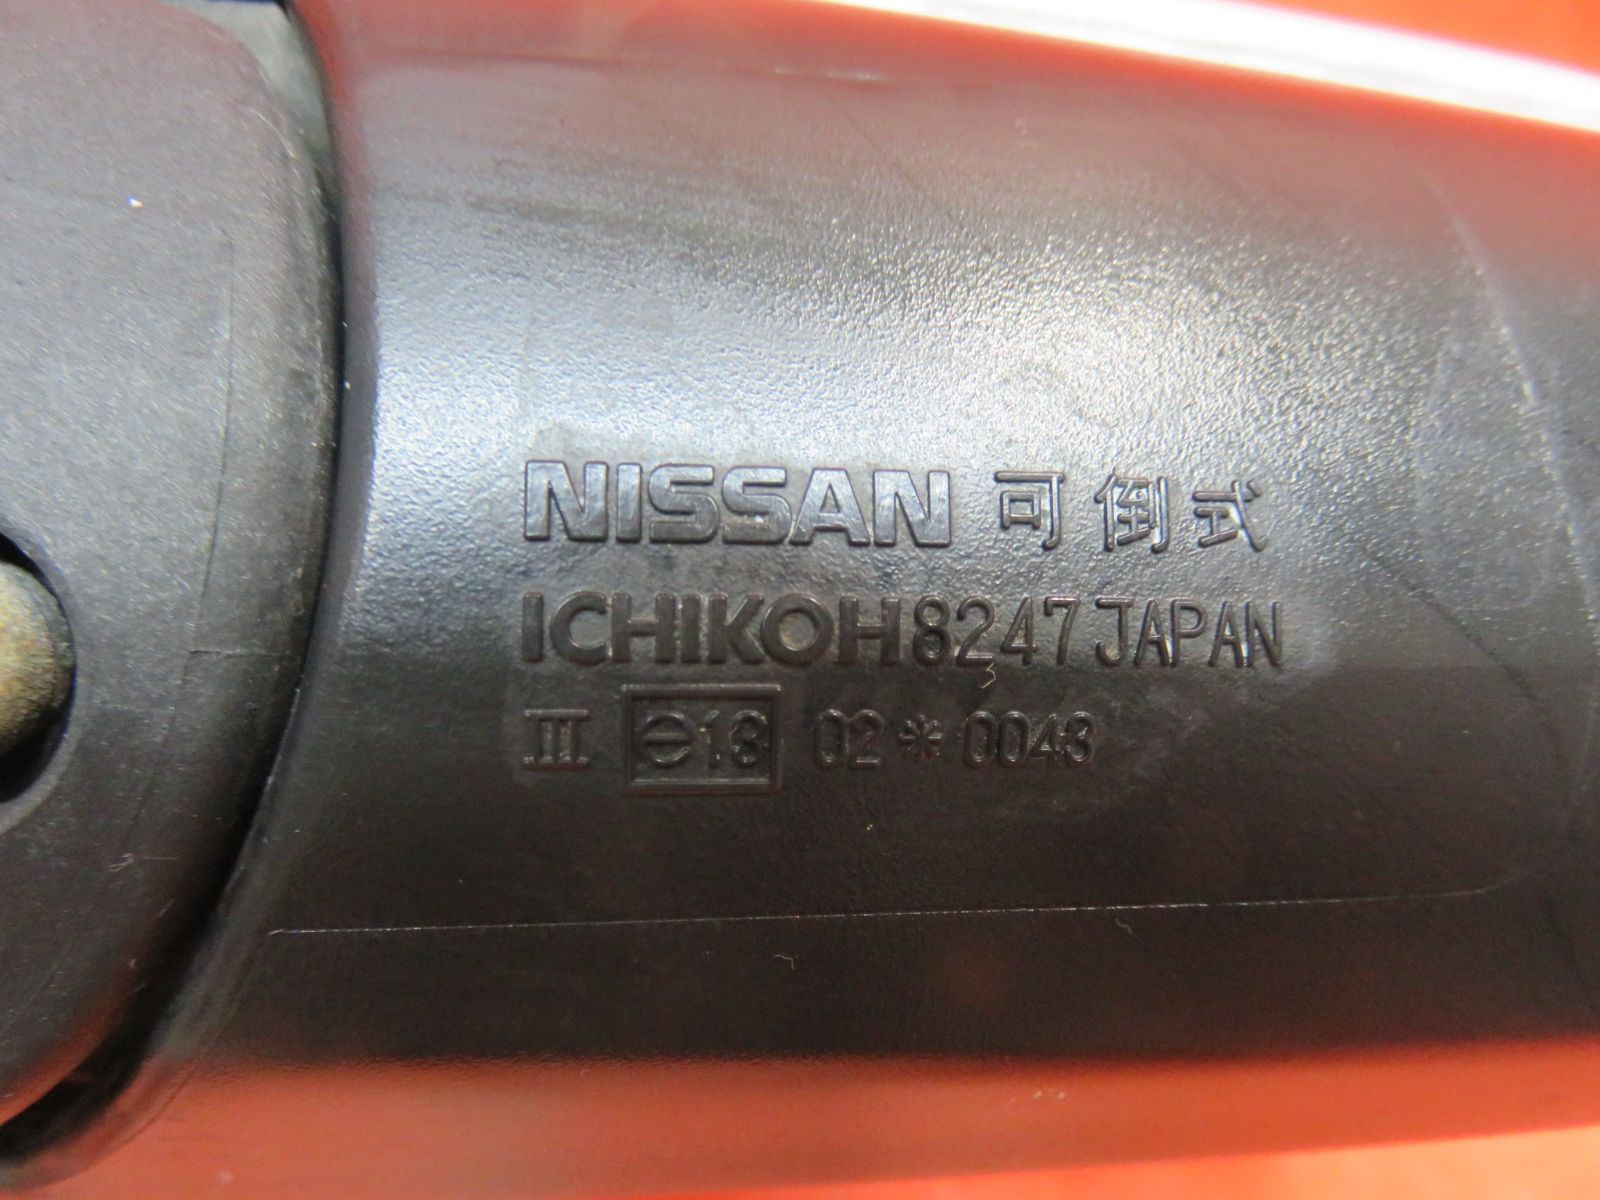 NISSAN 可倒式
ICHIKOH 8247 JAPAN
III e13 02*0043